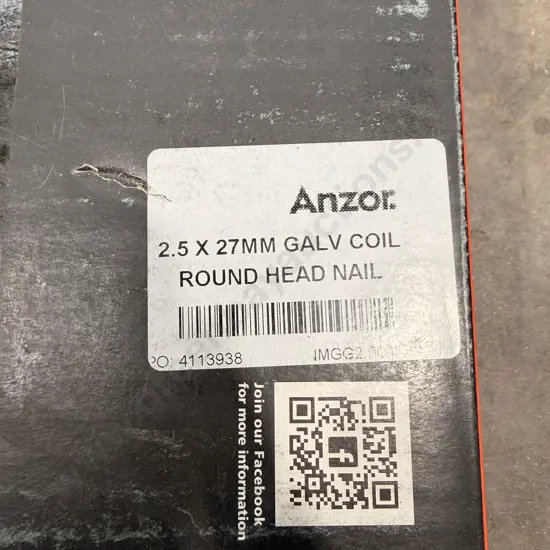 Anzor.
2.5 X 27MM GALV COIL
ROUND HEAD NAIL
PO: 4113938
Join our Facebook
for more information